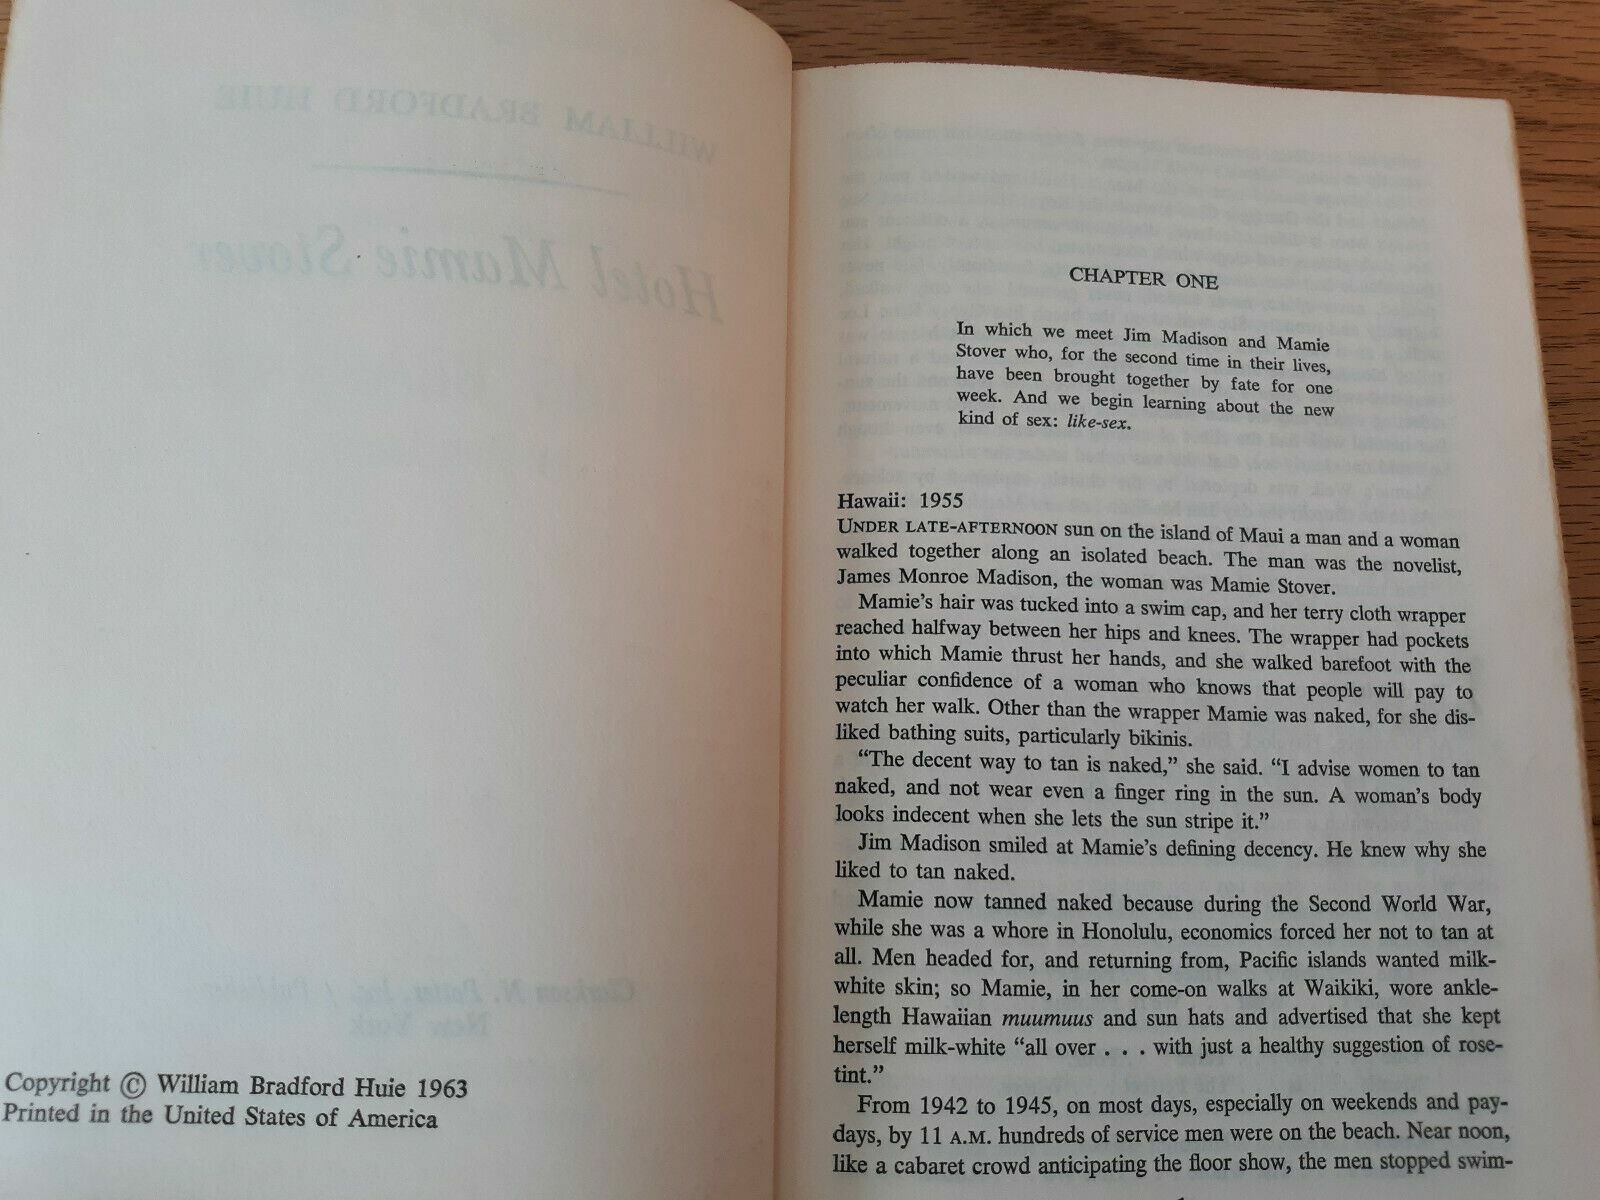 WILLIAM BRADFORD HUIE
Hotel Mamie Stover
Clarkson N. Potter, Inc. / Publisher
New York
Copyright © William Bradford Huie 1963
Printed in the United States of America
CHAPTER ONE
In which we meet Jim Madison and Mamie
Stover who, for the second time in their lives,
have been brought together by fate for one
week. And we begin learning about the new
kind of sex: like-sex.
Hawaii: 1955
UNDER LATE-AFTERNOON sun on the island of Maui a man and a woman
walked together along an isolated beach. The man was the novelist,
James Monroe Madison, the woman was Mamie Stover.
Mamie's hair was tucked into a swim cap, and her terry cloth wrapper
reached halfway between her hips and knees. The wrapper had pockets
into which Mamie thrust her hands, and she walked barefoot with the
peculiar confidence of a woman who knows that people will pay to
watch her walk. Other than the wrapper Mamie was naked, for she dis-
liked bathing suits, particularly bikinis.
"The decent way to tan is naked," she said. "I advise women to tan
naked, and not wear even a finger ring in the sun. A woman's body
looks indecent when she lets the sun stripe it."
Jim Madison smiled at Mamie's defining decency. He knew why she
liked to tan naked.
Mamie now tanned naked because during the Second World War,
while she was a whore in Honolulu, economics forced her not to tan at
all. Men headed for, and returning from, Pacific islands wanted milk-
white skin; so Mamie, in her come-on walks at Waikiki, wore ankle-
length Hawaiian muumuus and sun hats and advertised that she kept
herself milk-white "all over . . . with just a healthy suggestion of rose-
tint."
From 1942 to 1945, on most days, especially on weekends and pay-
days, by 11 A.M. hundreds of service men were on the beach. Near noon,
like a cabaret crowd anticipating the floor show, the men stopped swim-